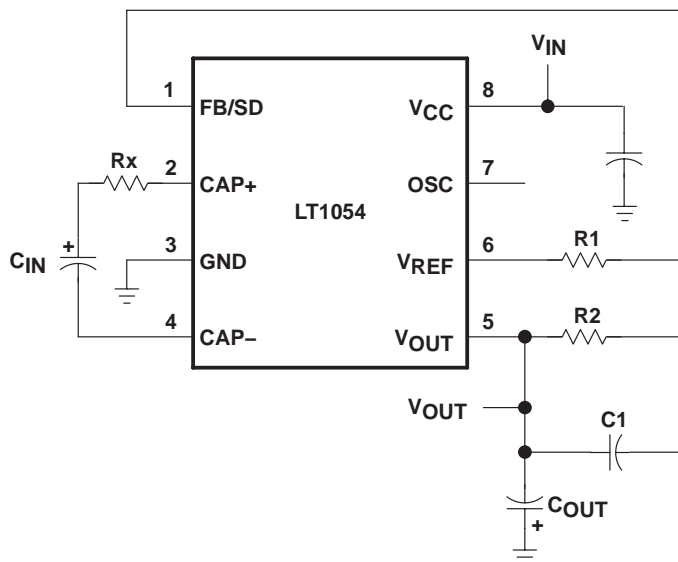 VIN
1
FB/SD
8
VCC
Rx
2
CAP+
7
OSC
LT1054
+
CIN
3
GND
6
VREF
R1
4
CAP−
5
VOUT
R2
VOUT
C1
COUT
+